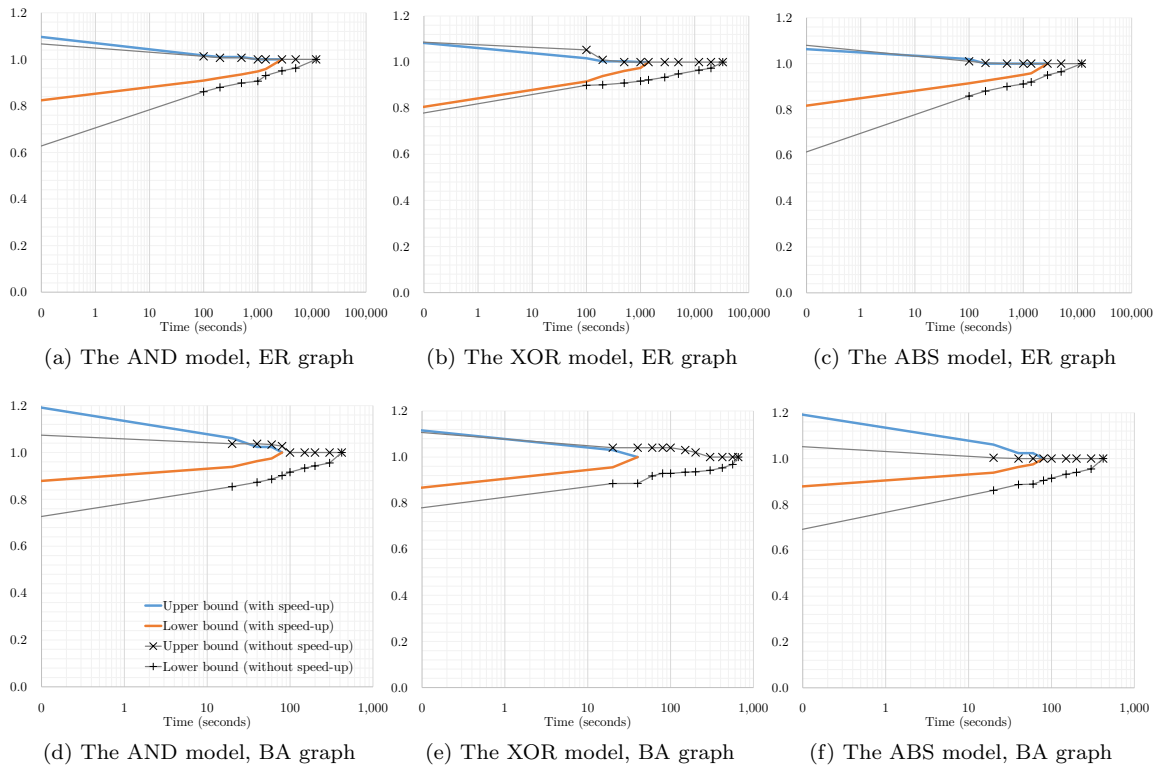 1.2
1.0
0.8
0.6
0.4
0.2
0.0
0 1 10 100 1,000 10,000 100,000
Time (seconds)
(a) The AND model, ER graph
1.2
1.0
0.8
0.6
0.4
0.2
0.0
0 1 10 100 1,000 10,000 100,000
Time (seconds)
(b) The XOR model, ER graph
1.2
1.0
0.8
0.6
0.4
0.2
0.0
0 1 10 100 1,000 10,000 100,000
Time (seconds)
(c) The ABS model, ER graph
1.2
1.0
0.8
0.6
0.4
0.2
0.0
Upper bound (with speed-up)
Lower bound (with speed-up)
Upper bound (without speed-up)
Lower bound (without speed-up)
0 1 10 100 1,000
Time (seconds)
(d) The AND model, BA graph
1.2
1.0
0.8
0.6
0.4
0.2
0.0
0 1 10 100 1,000
Time (seconds)
(e) The XOR model, BA graph
1.2
1.0
0.8
0.6
0.4
0.2
0.0
0 1 10 100 1,000
Time (seconds)
(f) The ABS model, BA graph